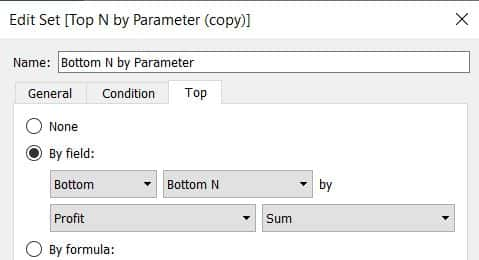 Edit Set [Top N by Parameter (copy)]
Name: Bottom N by Parameter
General Condition Top
None
By field:
Bottom Bottom N by
Profit Sum
By formula: